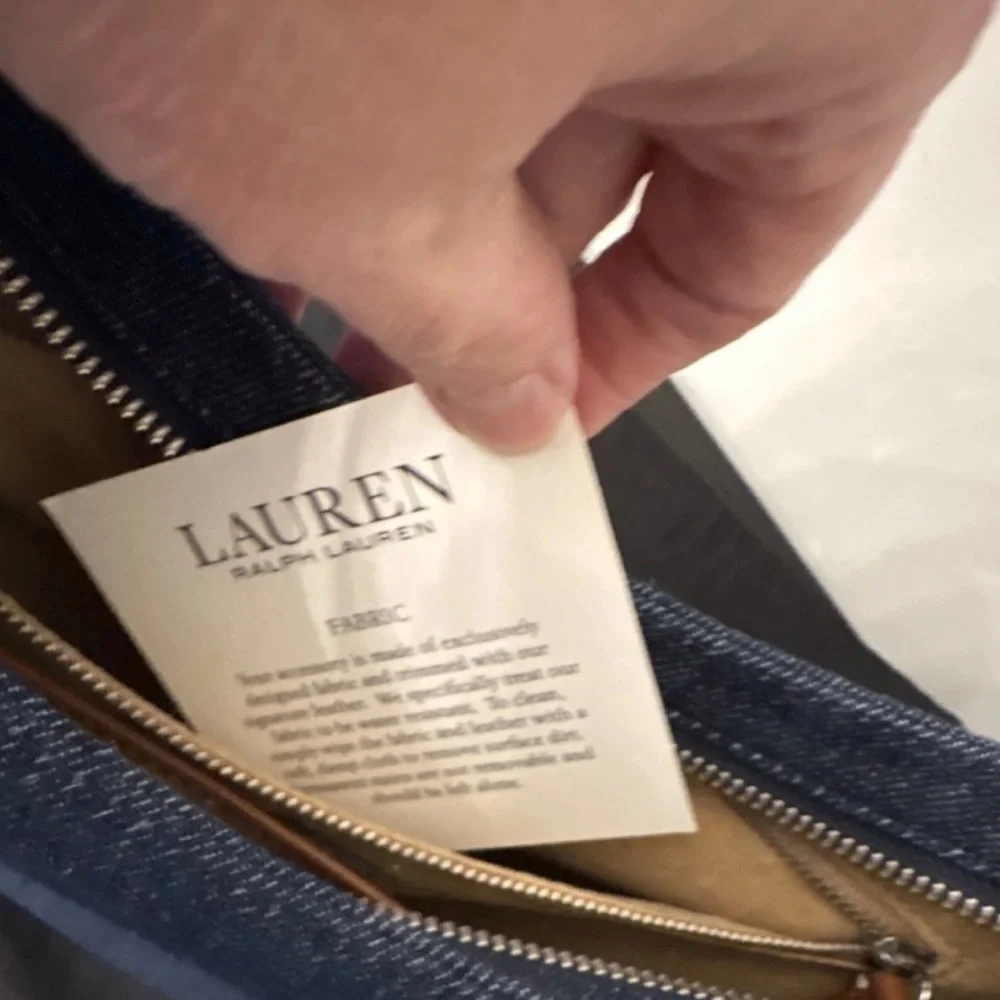 LAUREN
RALPH LAUREN
FABRIC
Your accessory is made of exclusively
designed fabric and trimmed with our
signature leather. We specifically treat our
fabric to be water resistant. To clean,
simply wipe the fabric and leather with a
soft, damp cloth to remove surface dirt.
are not removable and
should be left alone.